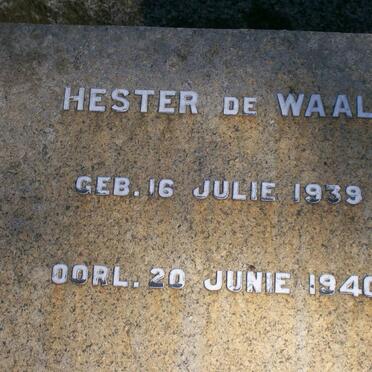 HESTER DE WAAL
GEB. 16 JULIE 1939
OORL. 20 JUNIE 1940